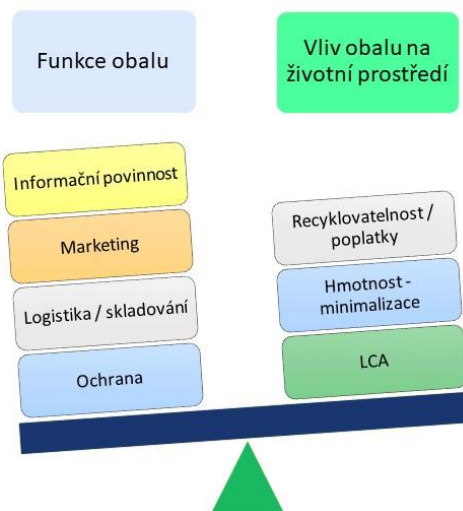 Funkce obalu
Vliv obalu na
životní prostředí
Informační povinnost
Marketing
Logistika / skladování
Ochrana
Recyklovatelnost /
poplatky
Hmotnost -
minimalizace
LCA